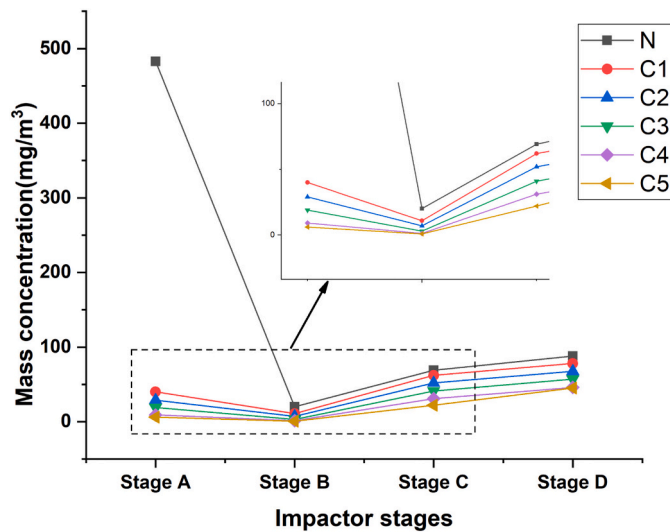 500
400
300
200
100
0
Mass concentration(mg/m³)
100
0
N
C1
C2
C3
C4
C5
Stage A Stage B Stage C Stage D
Impactor stages